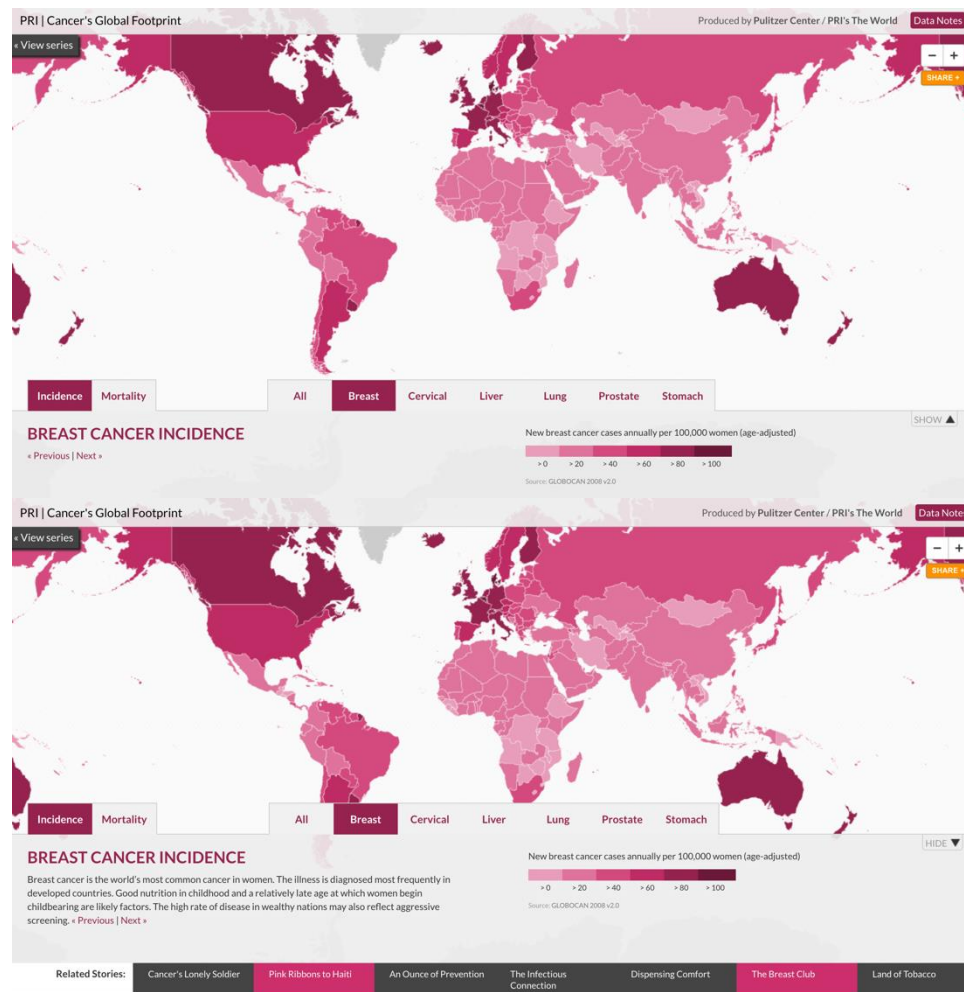 PRI | Cancer's Global Footprint
Produced by Pulitzer Center / PRI's The World
Data Notes
« View series
− +
SHARE +
Incidence Mortality
All Breast Cervical Liver Lung Prostate Stomach
SHOW ▲
BREAST CANCER INCIDENCE
« Previous | Next »
New breast cancer cases annually per 100,000 women (age-adjusted)
> 0 > 20 > 40 > 60 > 80 > 100
Source: GLOBOCAN 2008 v2.0
PRI | Cancer's Global Footprint
Produced by Pulitzer Center / PRI's The World
Data Note
« View series
− +
SHARE +
Incidence Mortality
All Breast Cervical Liver Lung Prostate Stomach
HIDE ▼
BREAST CANCER INCIDENCE
Breast cancer is the world's most common cancer in women. The illness is diagnosed most frequently in
developed countries. Good nutrition in childhood and a relatively late age at which women begin
childbearing are likely factors. The high rate of disease in wealthy nations may also reflect aggressive
screening. « Previous | Next »
New breast cancer cases annually per 100,000 women (age-adjusted)
> 0 > 20 > 40 > 60 > 80 > 100
Source: GLOBOCAN 2008 v2.0
Related Stories:
Cancer's Lonely Soldier
Pink Ribbons to Haiti
An Ounce of Prevention
The Infectious
Connection
Dispensing Comfort
The Breast Club
Land of Tobacco